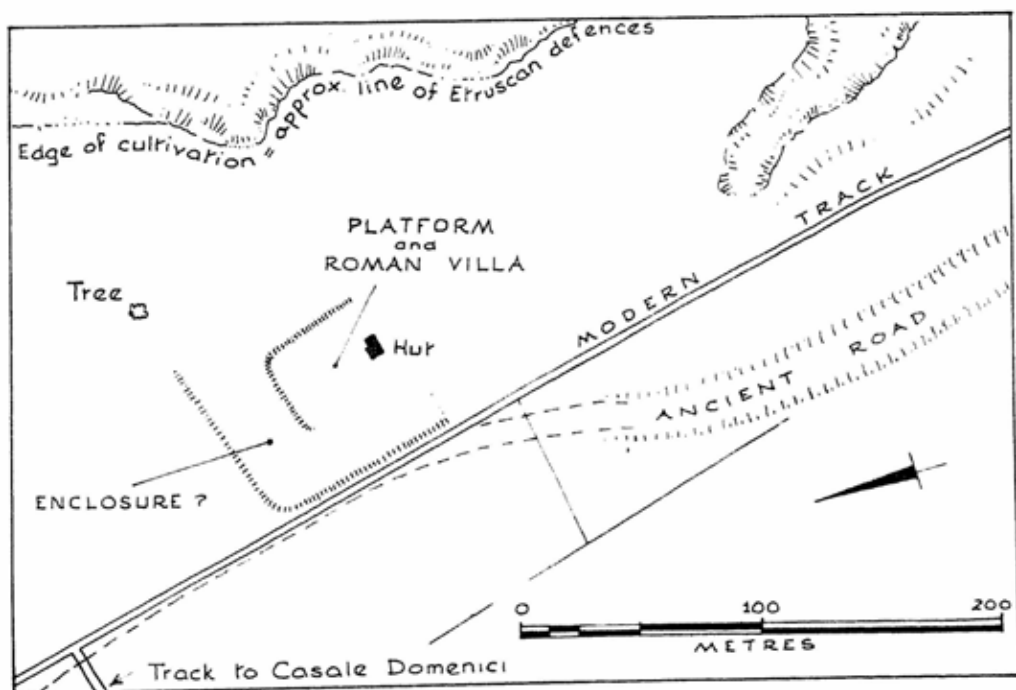 Edge of cultivation = approx. line of Etruscan defences
PLATFORM
and
ROMAN VILLA
Tree
Hut
MODERN TRACK
ANCIENT ROAD
ENCLOSURE ?
0 100 200
METRES
Track to Casale Domenici